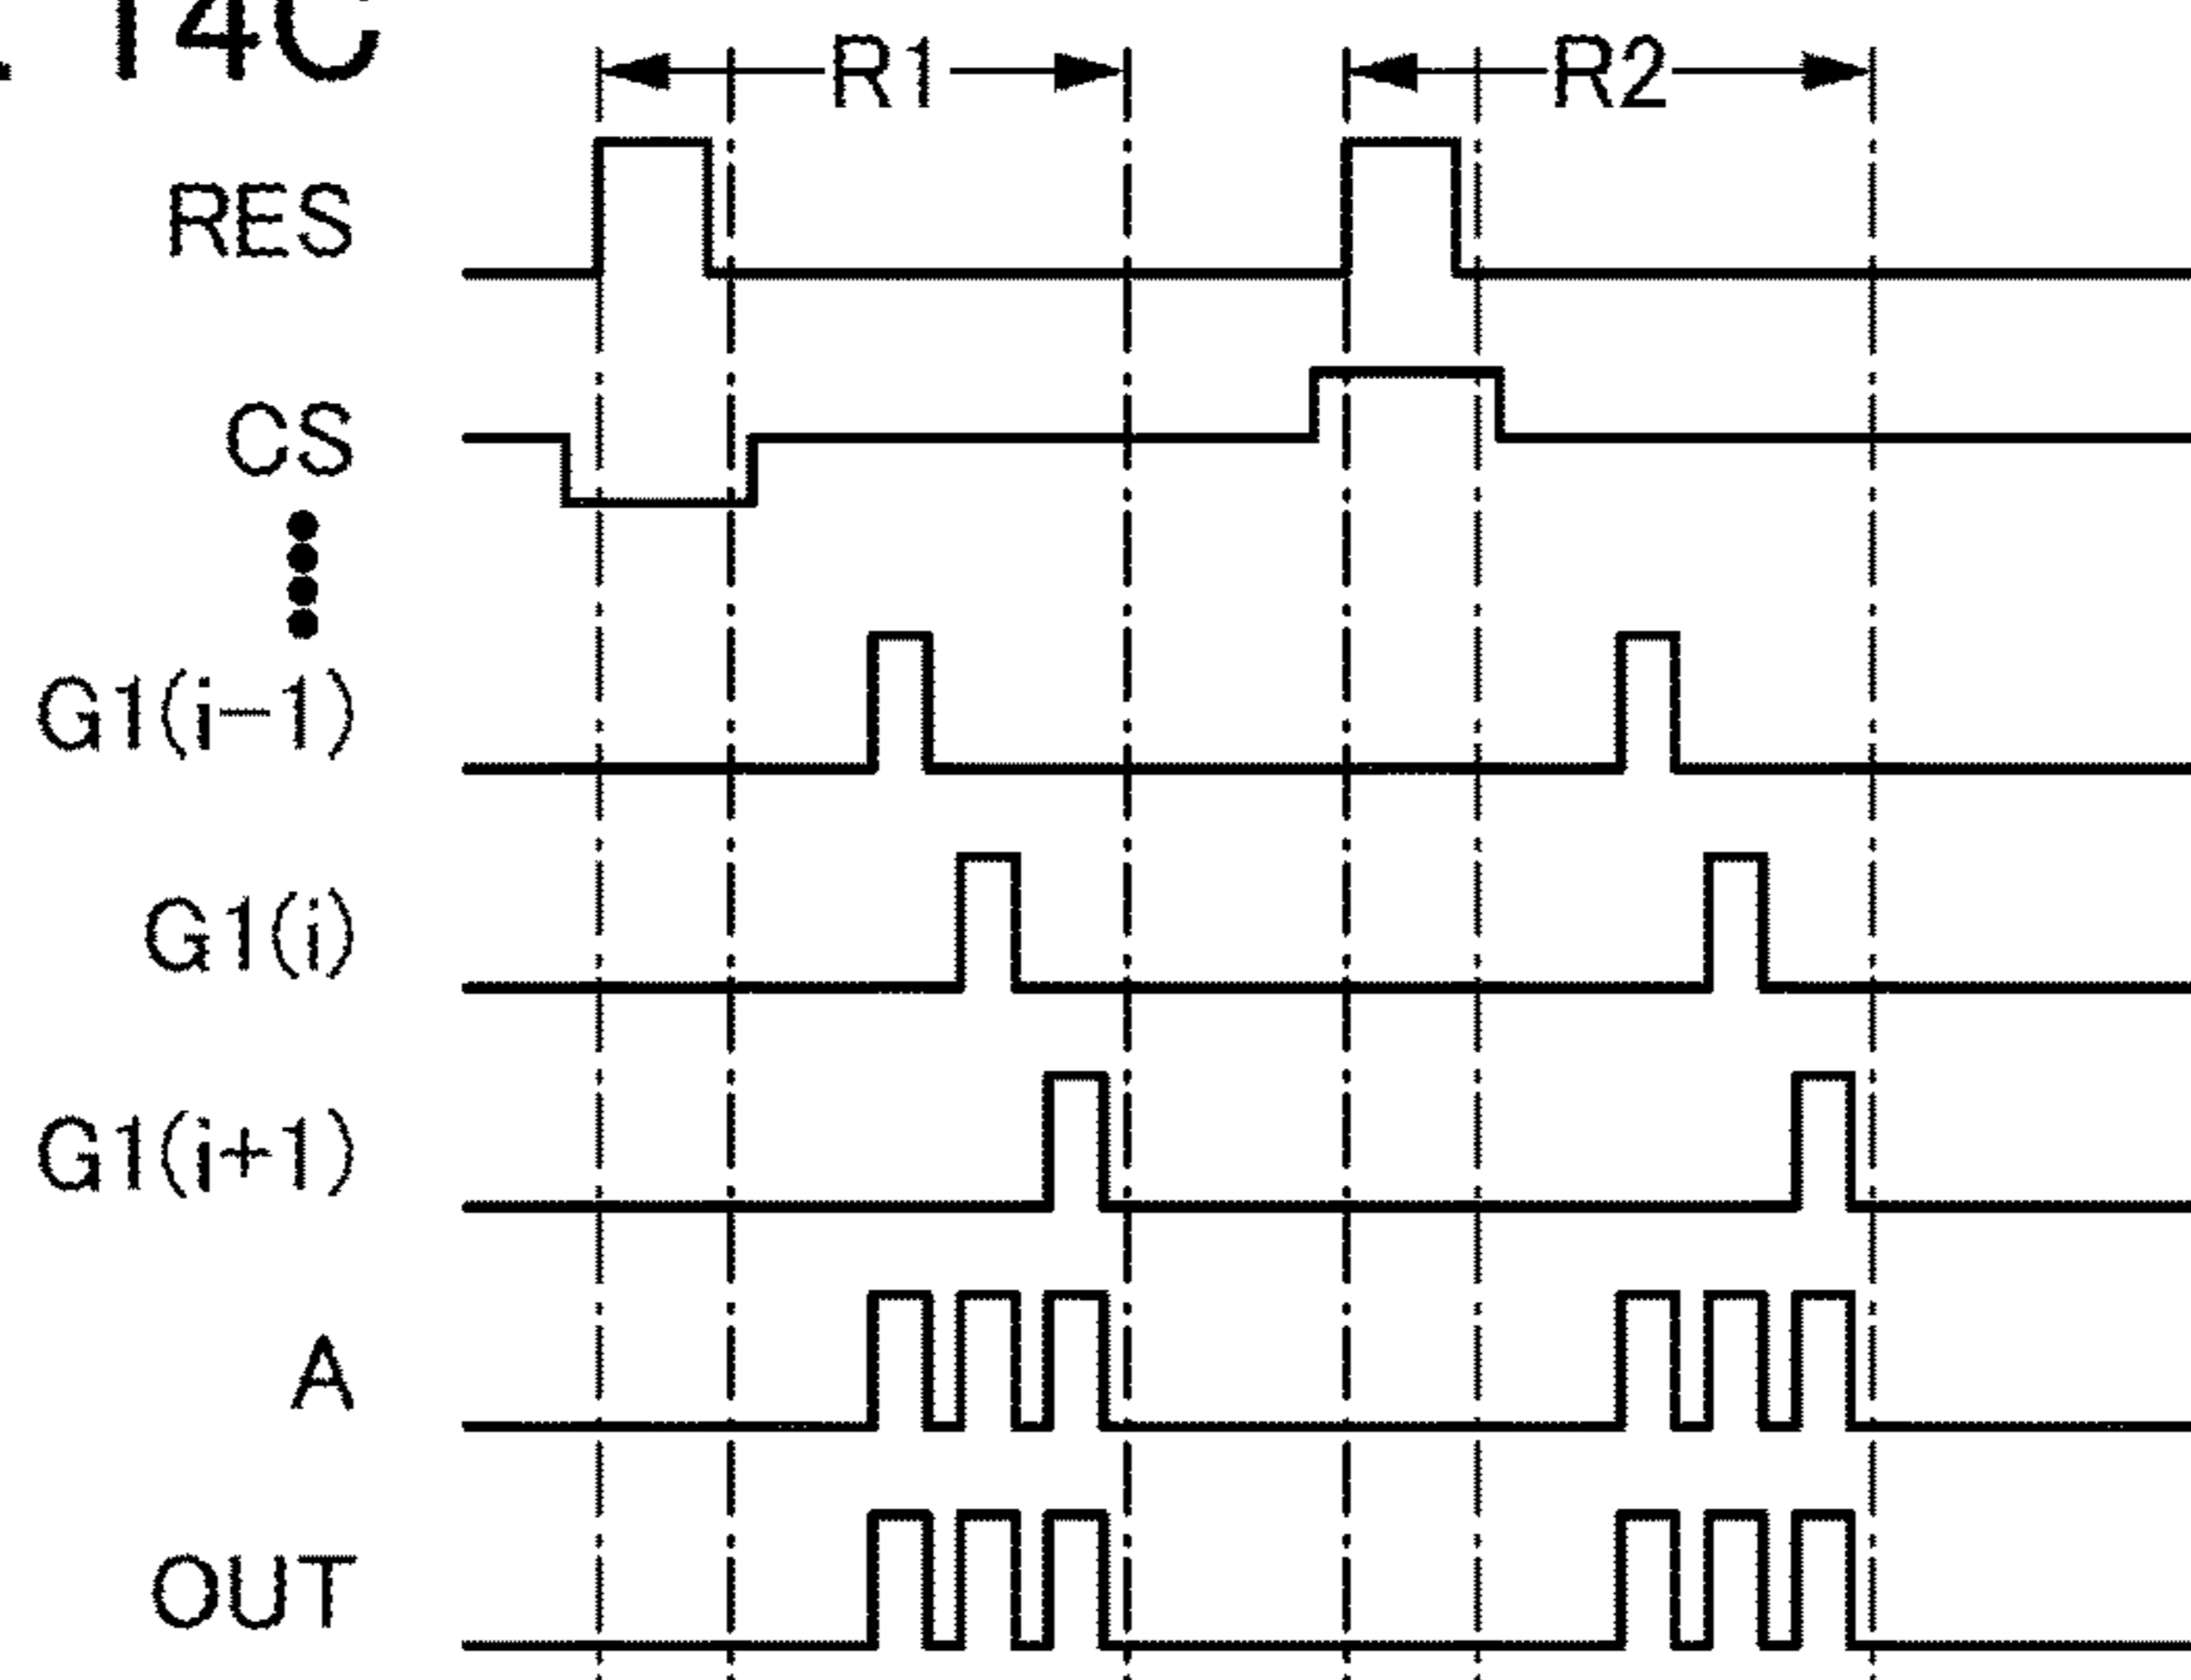 . 14C
R1 R2
RES
CS
G1(i−1)
G1(i)
G1(i+1)
A
OUT